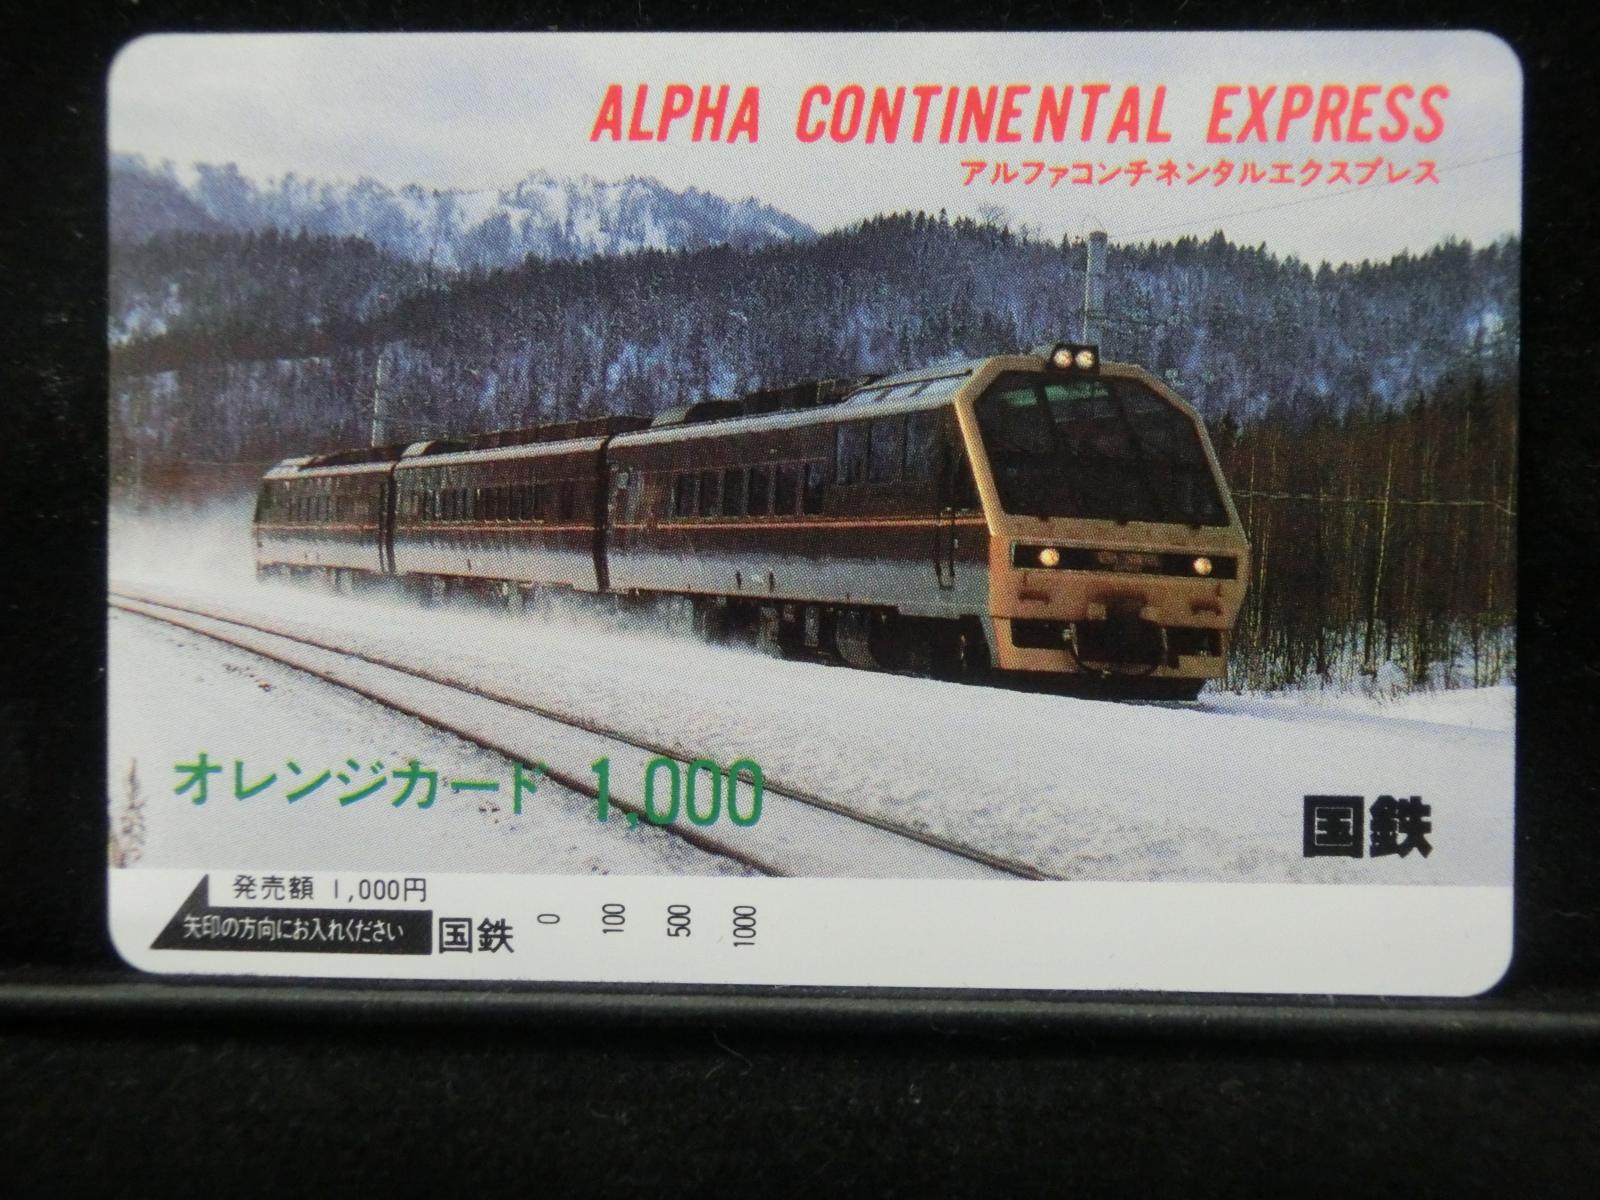 ALPHA CONTINENTAL EXPRESS
アルファコンチネンタルエクスプレス
オレンジカード 1,000
国鉄
発売額 1,000円
矢印の方向にお入れください 国鉄 0 100 500 1000